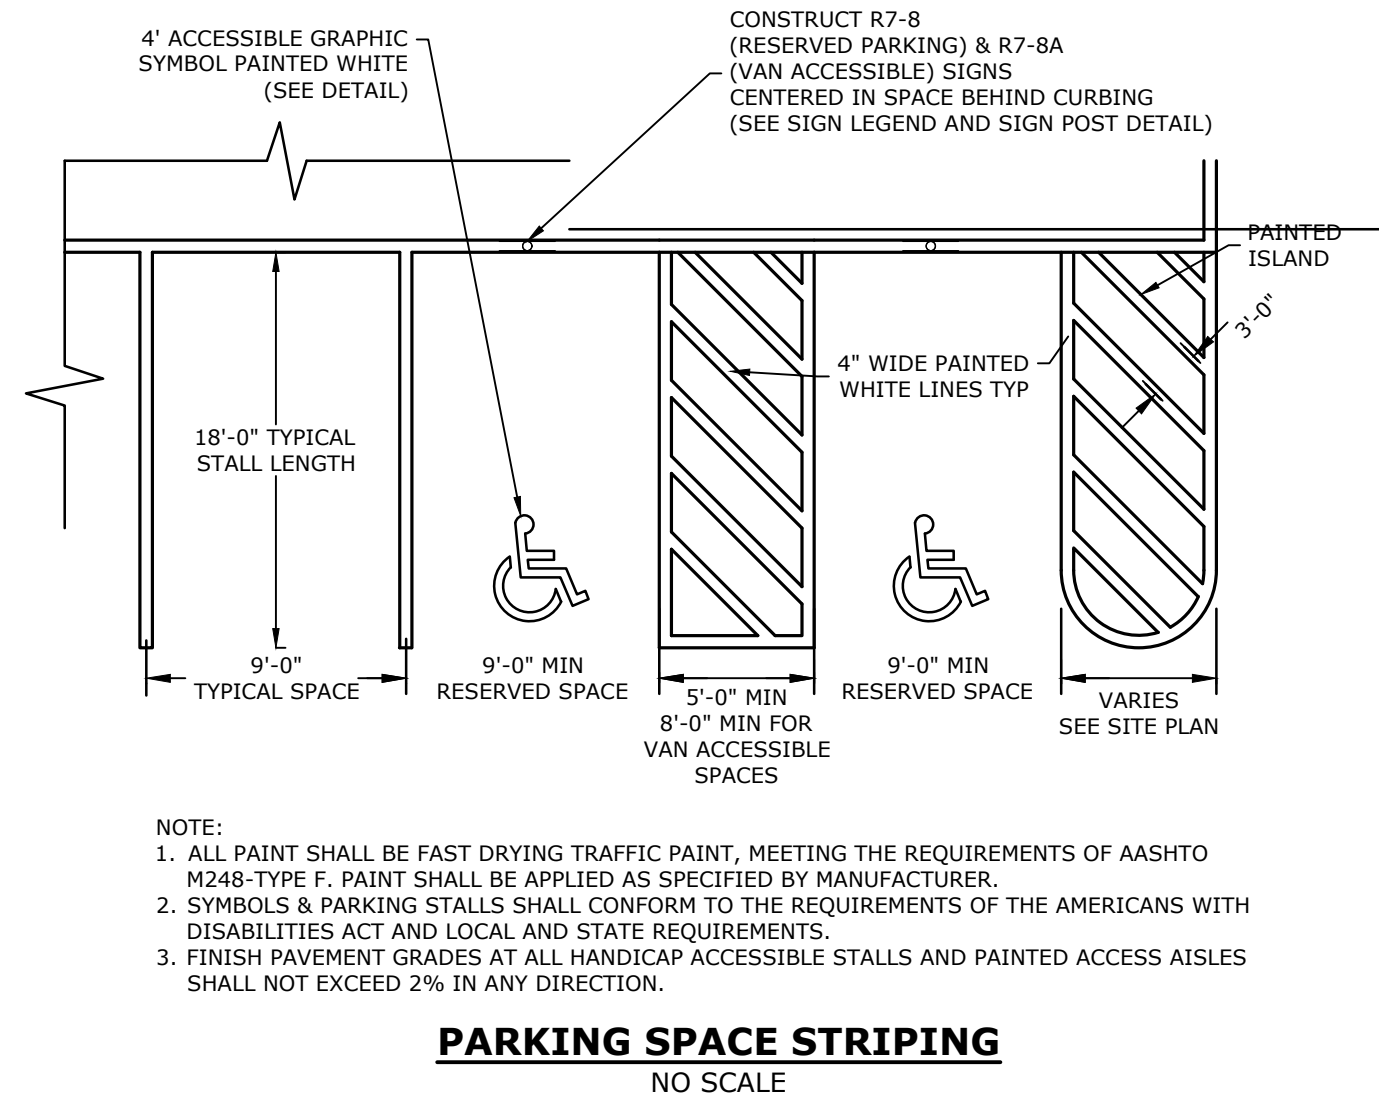 4' ACCESSIBLE GRAPHIC
SYMBOL PAINTED WHITE
(SEE DETAIL)
CONSTRUCT R7-8
(RESERVED PARKING) & R7-8A
(VAN ACCESSIBLE) SIGNS
CENTERED IN SPACE BEHIND CURBING
(SEE SIGN LEGEND AND SIGN POST DETAIL)
PAINTED
ISLAND
3'-0"
4" WIDE PAINTED
WHITE LINES TYP
18'-0" TYPICAL
STALL LENGTH
9'-0"
TYPICAL SPACE
9'-0" MIN
RESERVED SPACE
5'-0" MIN
8'-0" MIN FOR
VAN ACCESSIBLE
SPACES
9'-0" MIN
RESERVED SPACE
VARIES
SEE SITE PLAN
NOTE:
1. ALL PAINT SHALL BE FAST DRYING TRAFFIC PAINT, MEETING THE REQUIREMENTS OF AASHTO
M248-TYPE F. PAINT SHALL BE APPLIED AS SPECIFIED BY MANUFACTURER.
2. SYMBOLS & PARKING STALLS SHALL CONFORM TO THE REQUIREMENTS OF THE AMERICANS WITH
DISABILITIES ACT AND LOCAL AND STATE REQUIREMENTS.
3. FINISH PAVEMENT GRADES AT ALL HANDICAP ACCESSIBLE STALLS AND PAINTED ACCESS AISLES
SHALL NOT EXCEED 2% IN ANY DIRECTION.
PARKING SPACE STRIPING
NO SCALE